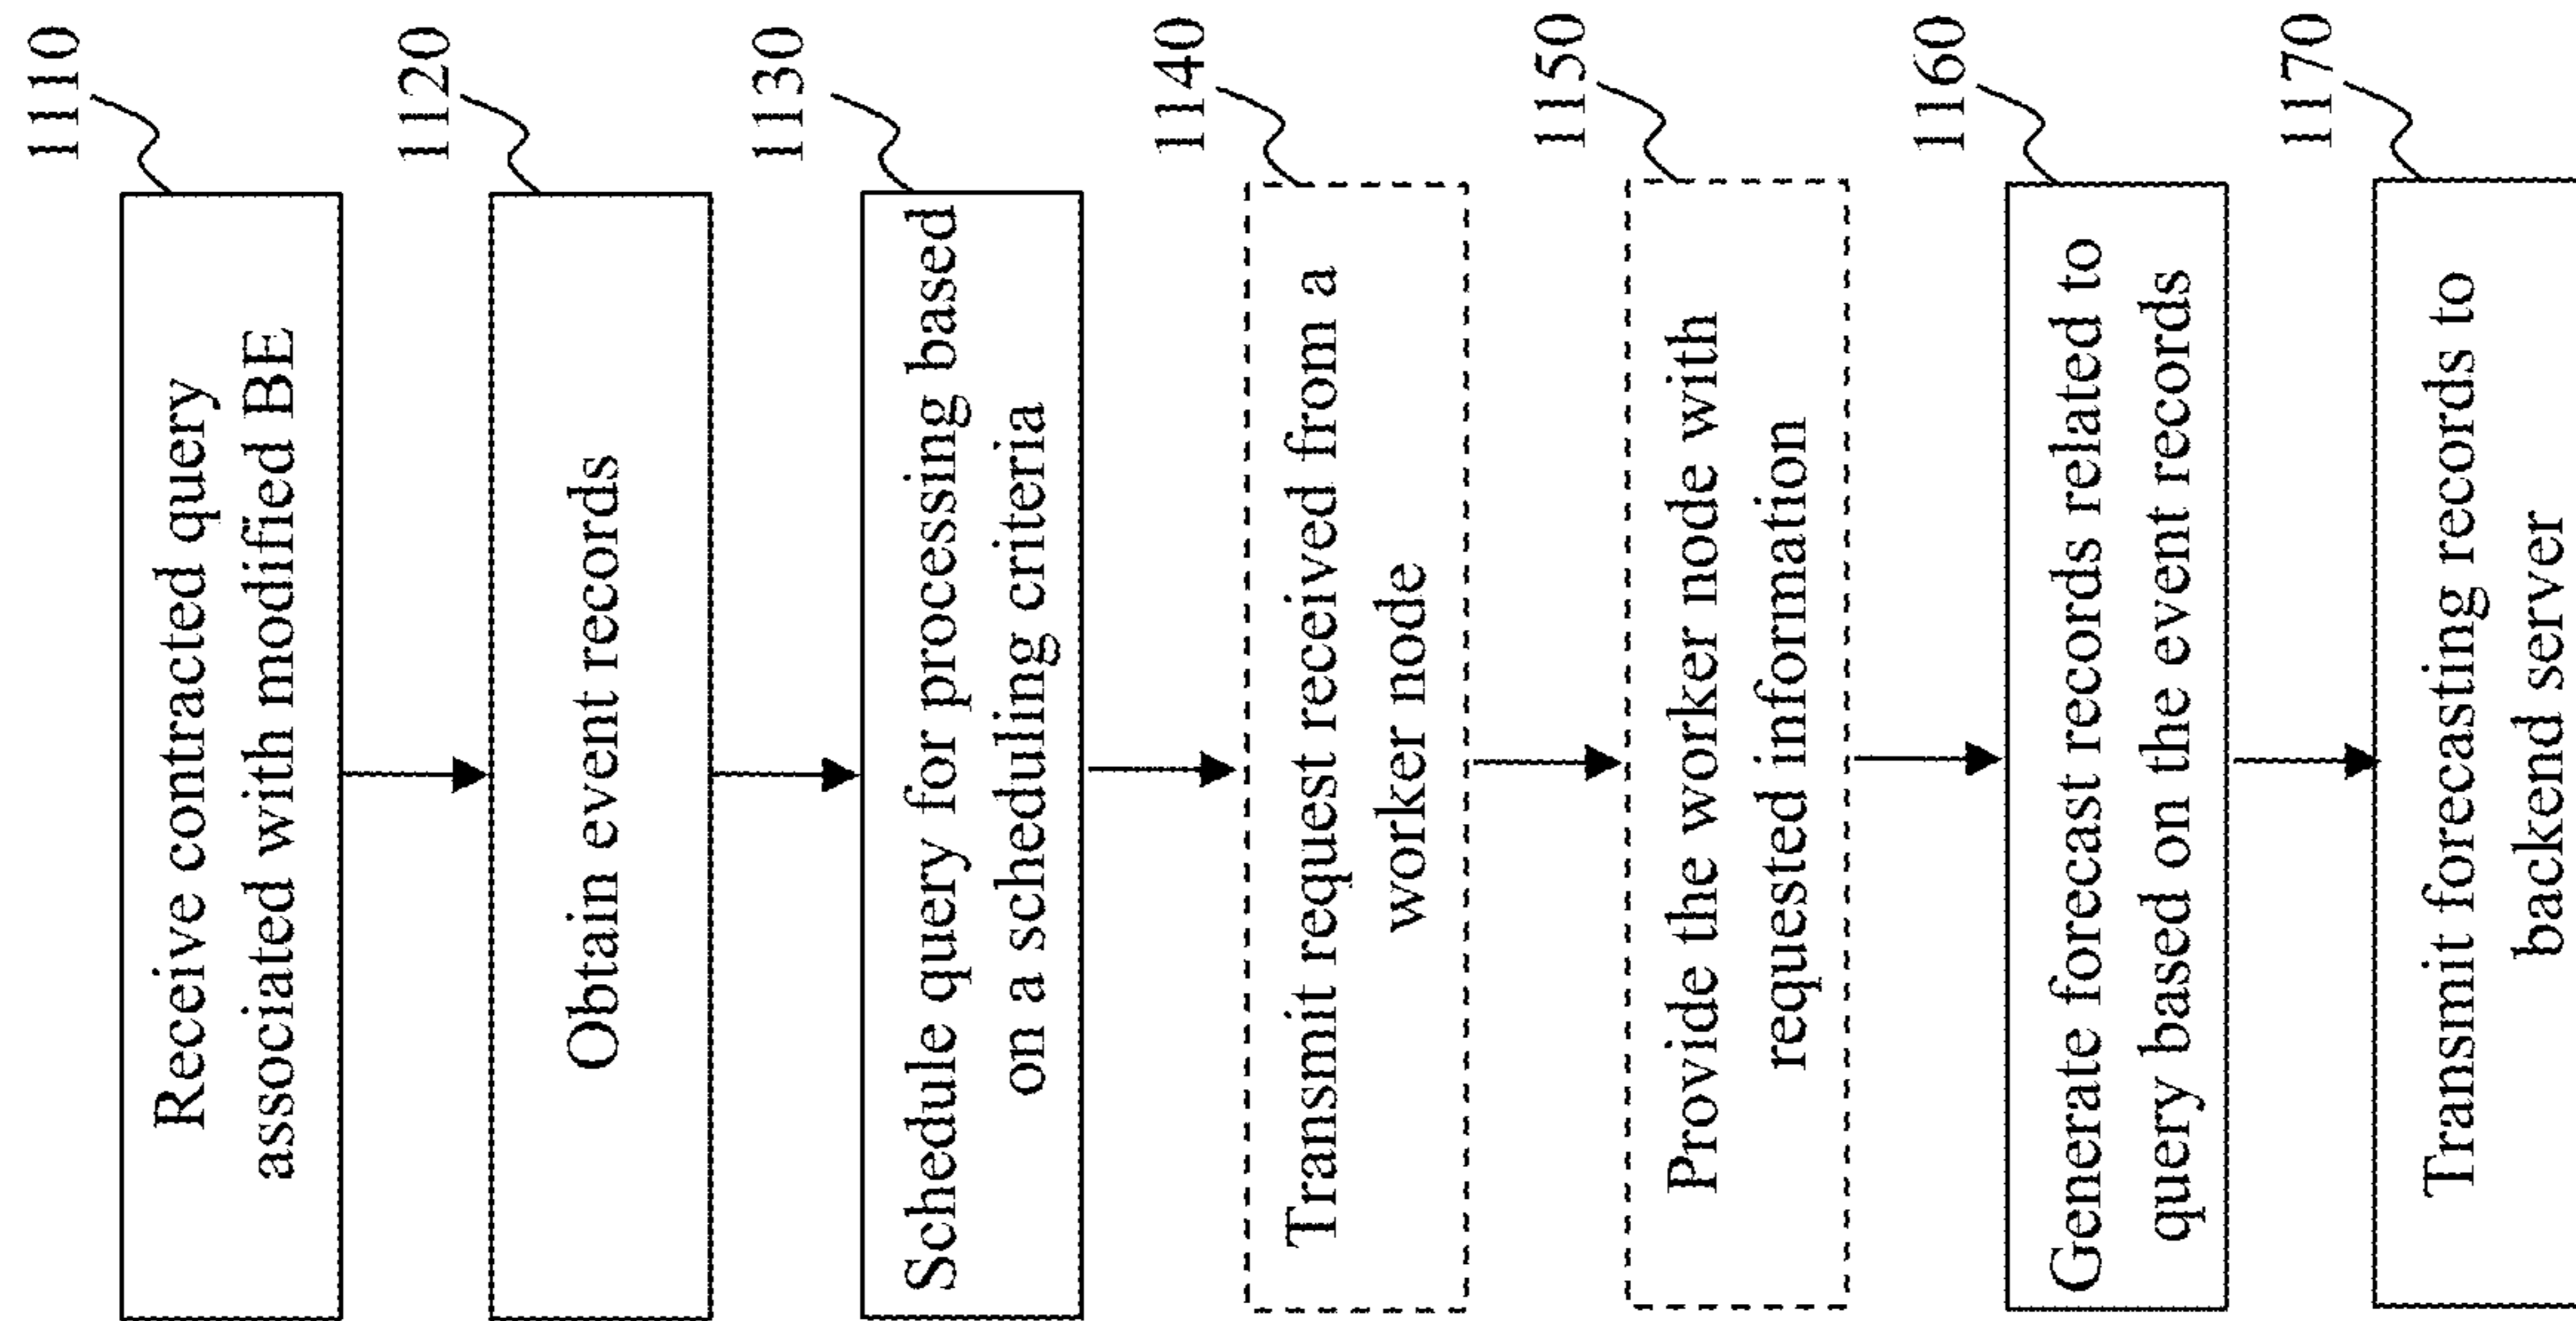 1110
Receive contracted query
associated with modified BE
1120
Obtain event records
1130
Schedule query for processing based
on a scheduling criteria
1140
Transmit request received from a
worker node
1150
Provide the worker node with
requested information
1160
Generate forecast records related to
query based on the event records
1170
Transmit forecasting records to
backend server